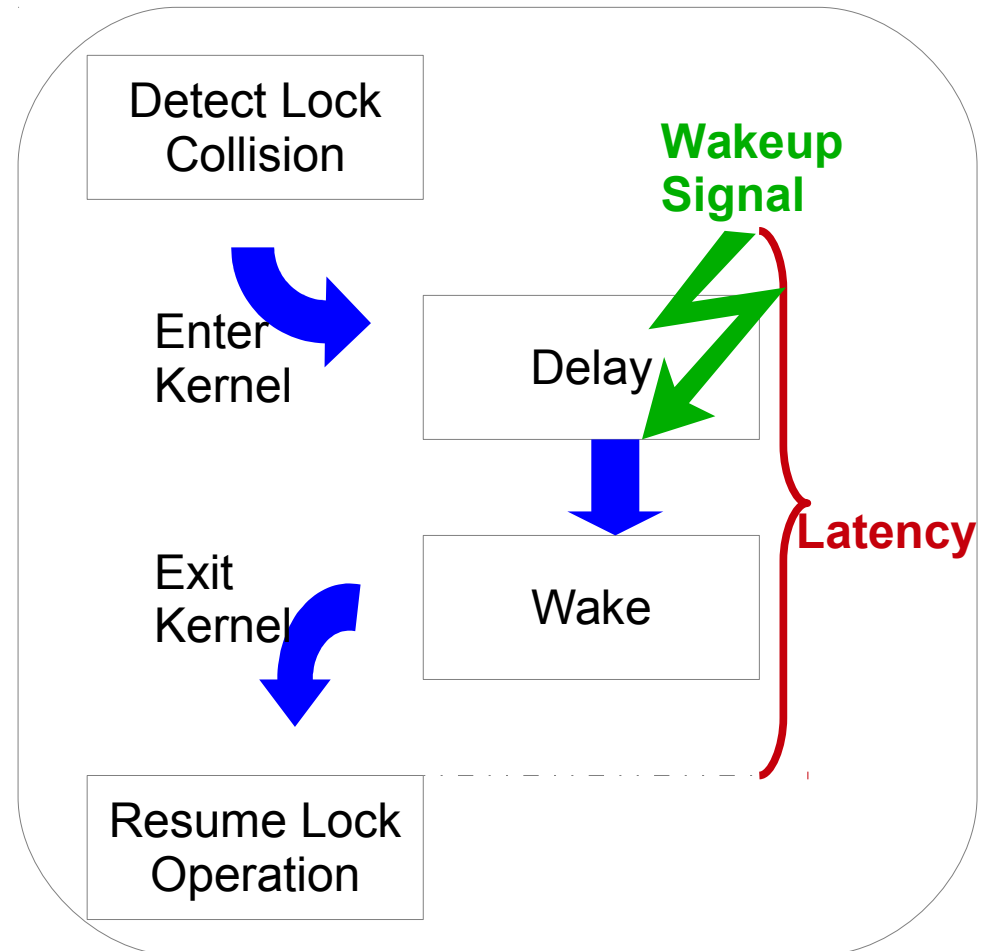 Detect Lock
Collision
Wakeup
Signal
Enter
Kernel
Delay
Latency
Exit
Kernel
Wake
Resume Lock
Operation